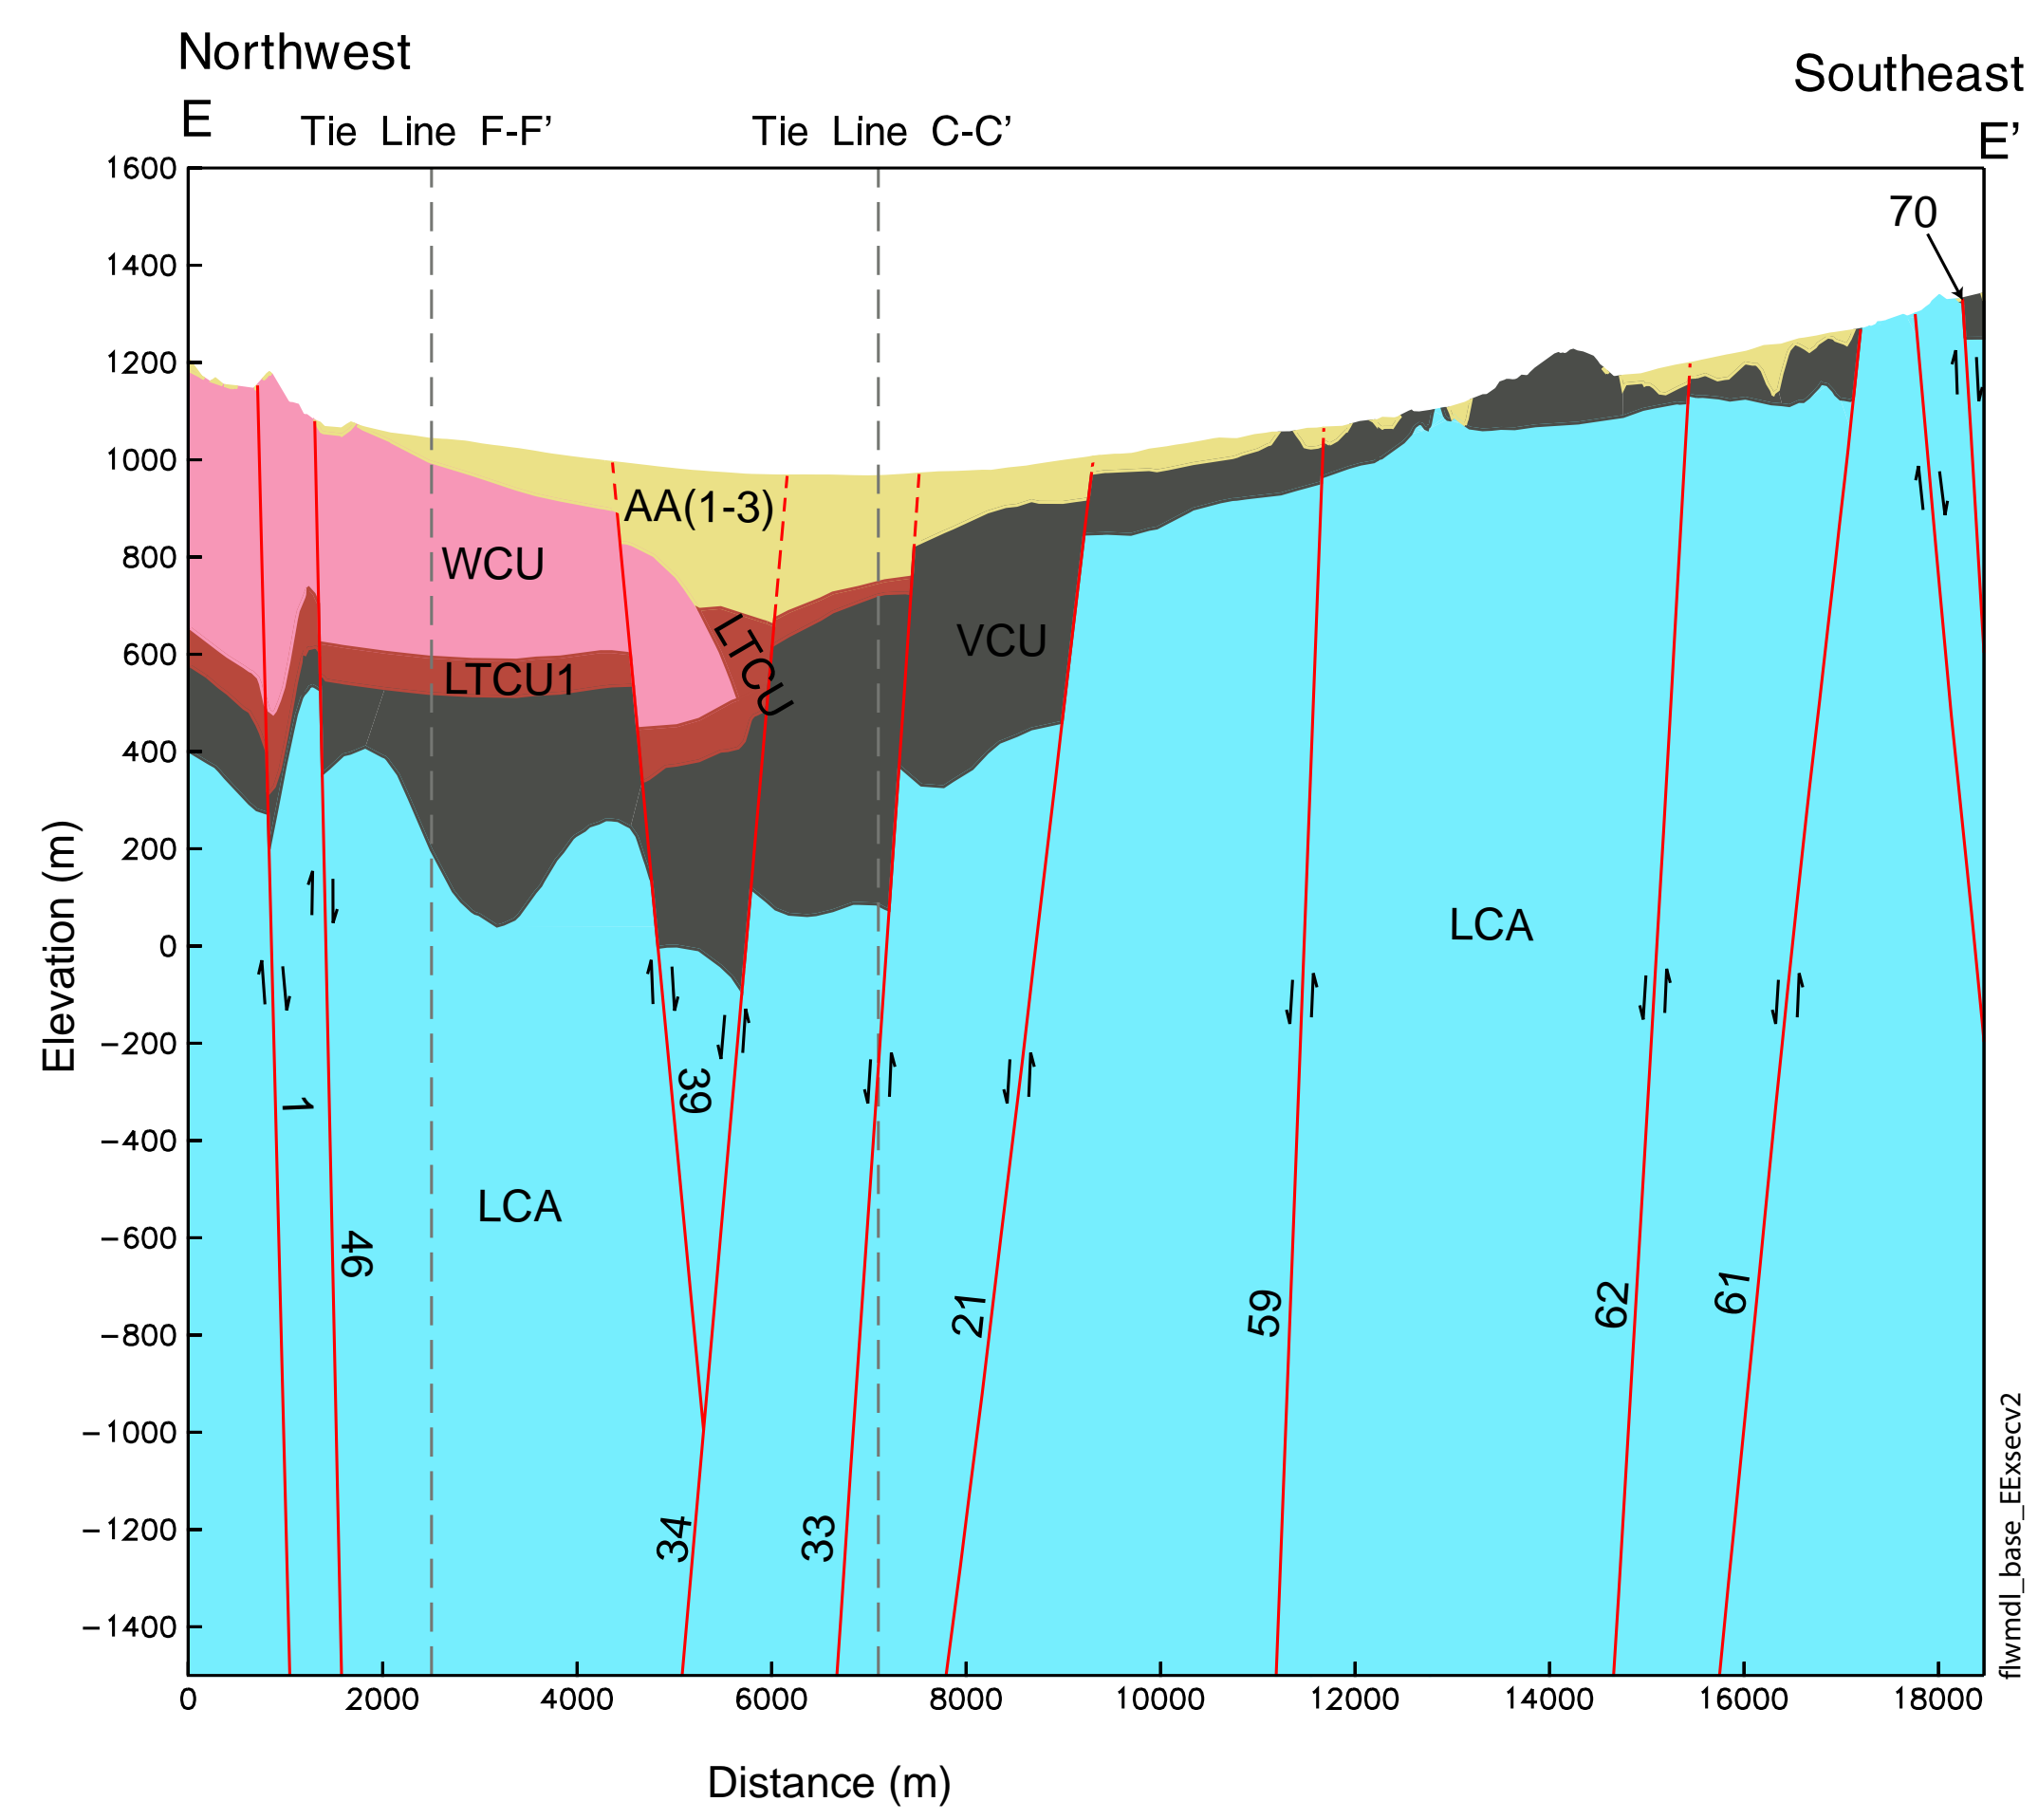 Northwest
Southeast
E
Tie Line F-F’
Tie Line C-C’
E’
1600
70
1400
1200
1000
AA(1-3)
WCU
800
LTCU
VCU
600
LTCU1
400
200
LCA
0
Elevation (m)
−200
39
1
−400
LCA
46
−600
21
59
62
61
−800
−1000
34
33
−1200
−1400
flwmdl_base_EExsecv2
0 2000 4000 6000 8000 10000 12000 14000 16000 18000
Distance (m)